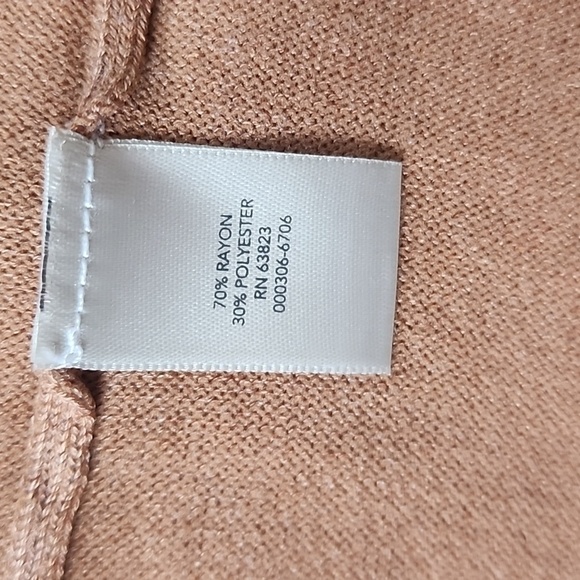 70% RAYON
30% POLYESTER
RN 63823
000306-6706